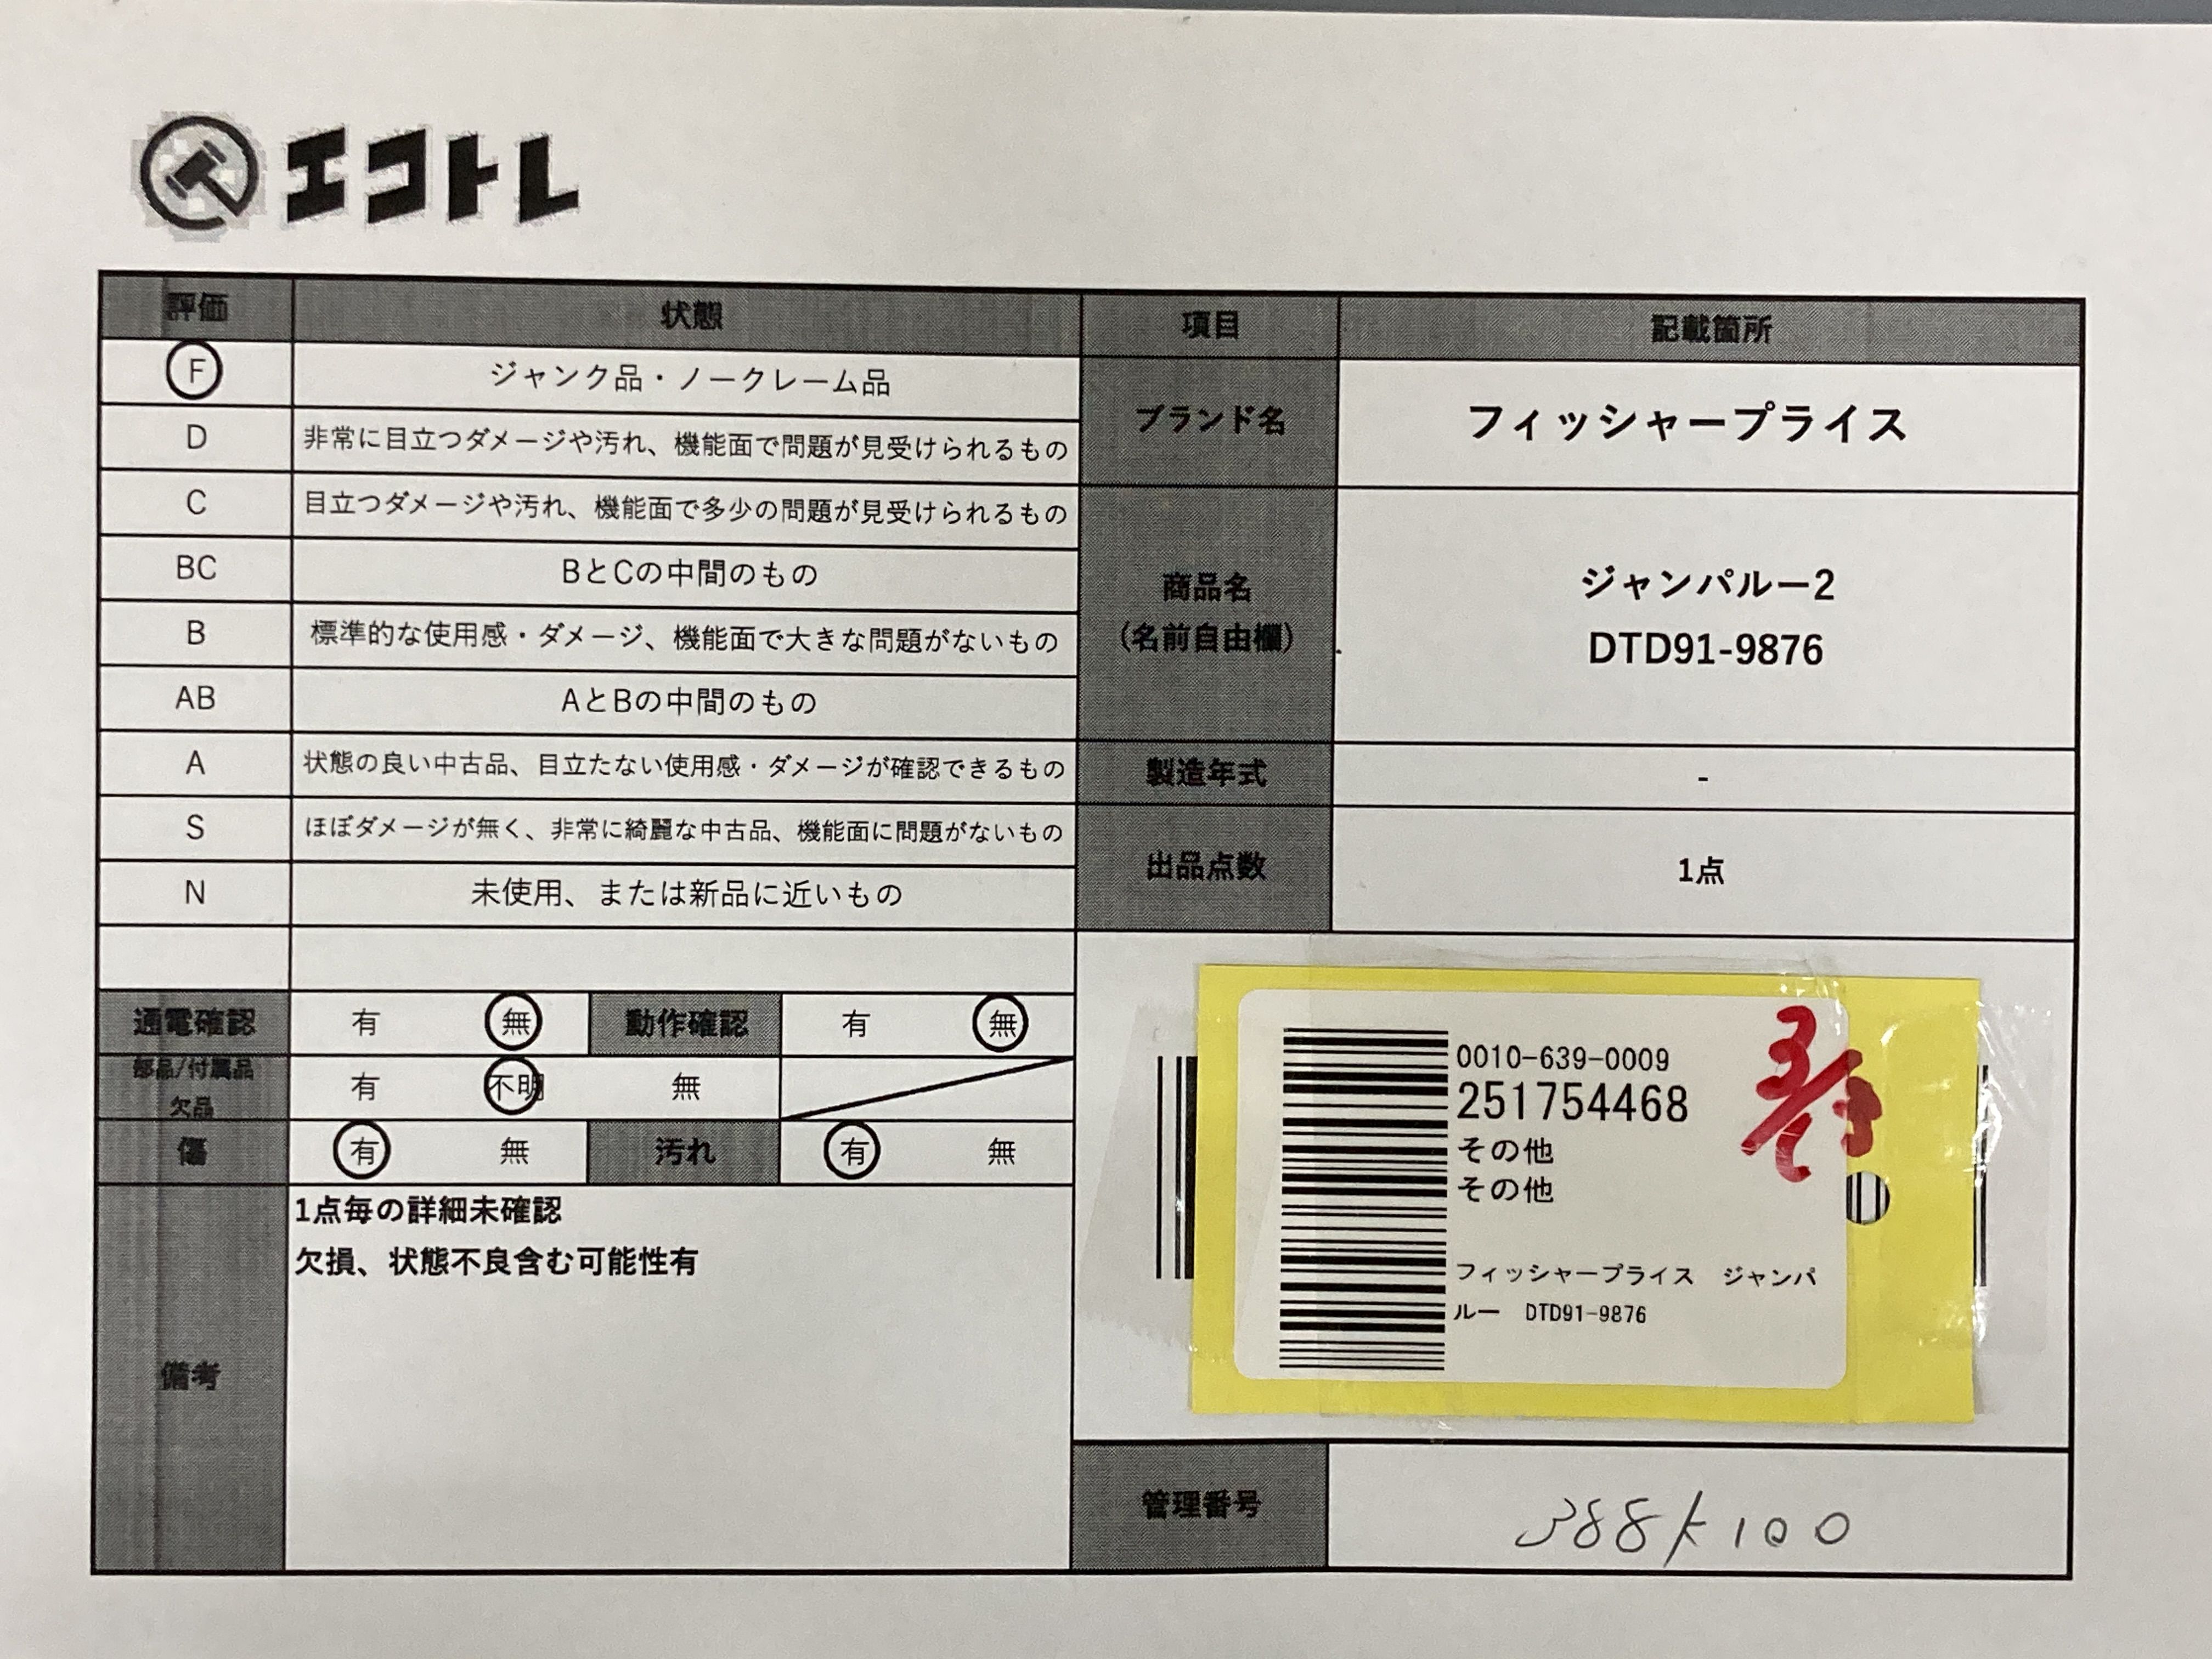 エコトレ
評価 状態 項目 記載箇所
F ジャンク品・ノークレーム品
D 非常に目立つダメージや汚れ、機能面で問題が見受けられるもの
C 目立つダメージや汚れ、機能面で多少の問題が見受けられるもの
BC BとCの中間のもの
B 標準的な使用感・ダメージ、機能面で大きな問題がないもの
AB AとBの中間のもの
A 状態の良い中古品、目立たない使用感・ダメージが確認できるもの
S ほぼダメージが無く、非常に綺麗な中古品、機能面に問題がないもの
N 未使用、または新品に近いもの
ブランド名 フィッシャープライス
商品名 ジャンパルー2
(名前自由欄) DTD91-9876
製造年式 -
出品点数 1点
通電確認 有 無 動作確認 有 無
部品/付属品 有 不明 無
欠品
傷 有 無 汚れ 有 無
備考
1点毎の詳細未確認
欠損、状態不良含む可能性有
0010-639-0009
251754468
その他
その他
フィッシャープライス ジャンパ
ルー DTD91-9876
管理番号